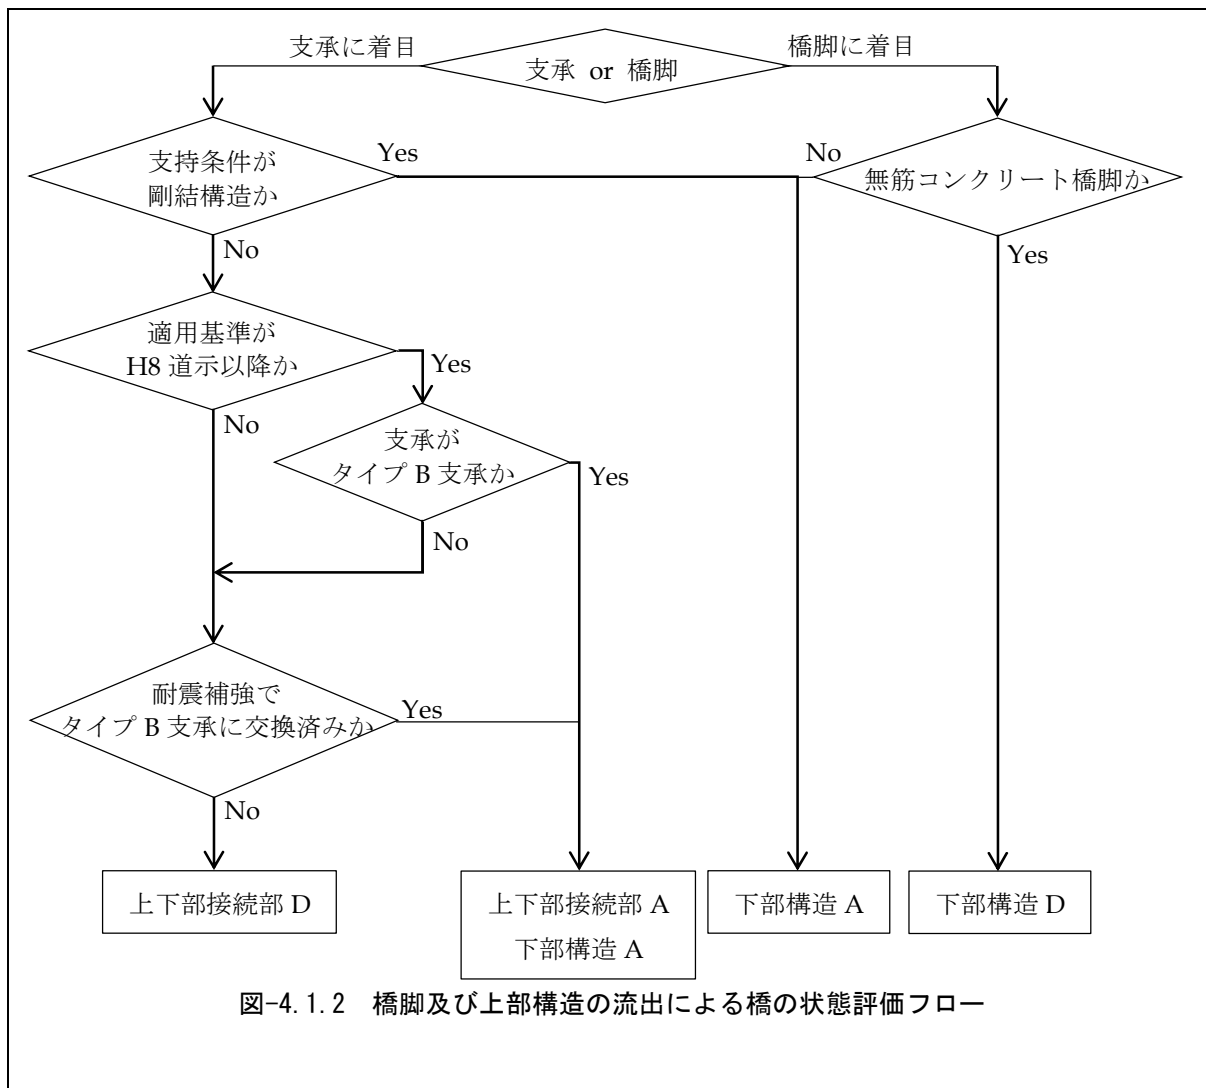 支承に着目
支承 or 橋脚
橋脚に着目
支持条件が
剛結構造か
Yes
No
無筋コンクリート橋脚か
No
Yes
適用基準が
H8 道示以降か
Yes
No
支承が
タイプ B 支承か
Yes
No
耐震補強で
タイプ B 支承に交換済みか
Yes
No
上下部接続部 D
上下部接続部 A
下部構造 A
下部構造 A
下部構造 D
図-4.1.2 橋脚及び上部構造の流出による橋の状態評価フロー